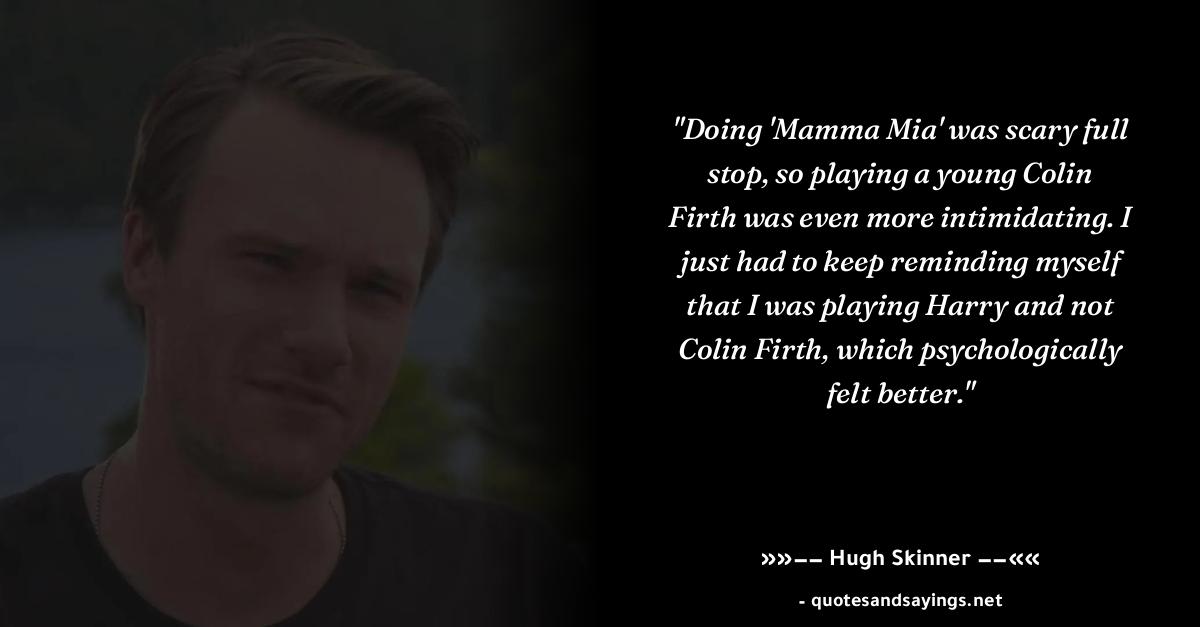 "Doing 'Mamma Mia' was scary full
stop, so playing a young Colin
Firth was even more intimidating. I
just had to keep reminding myself
that I was playing Harry and not
Colin Firth, which psychologically
felt better."
»»−− Hugh Skinner −−««
- quotesandsayings.net